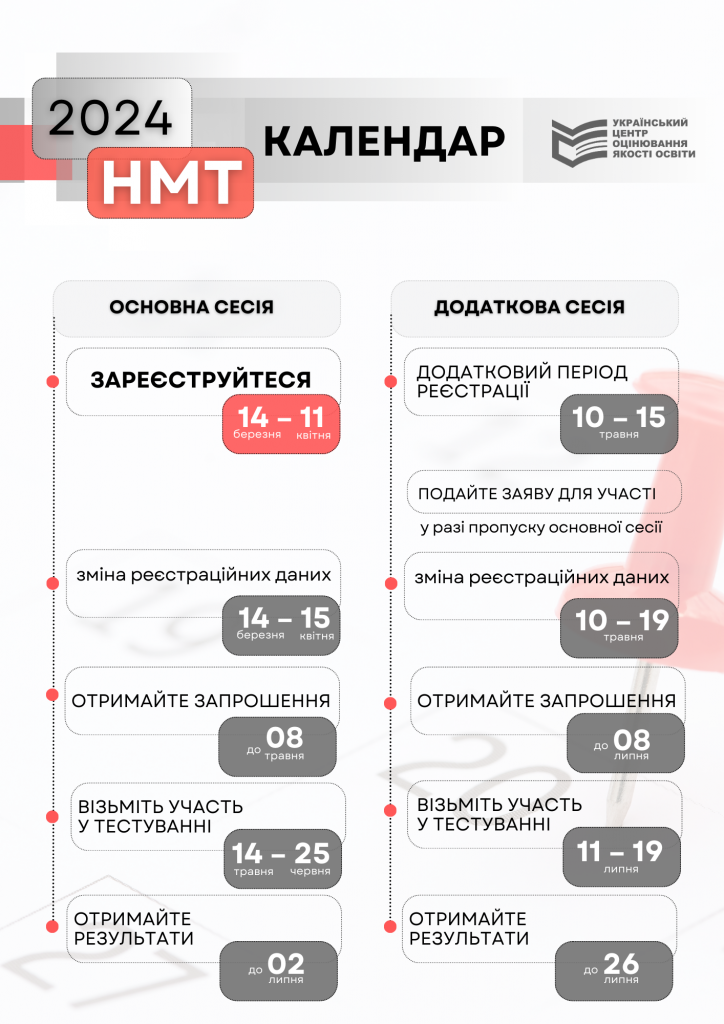 2024
НМТ
КАЛЕНДАР
УКРАЇНСЬКИЙ
ЦЕНТР
ОЦІНЮВАННЯ
ЯКОСТІ ОСВІТИ
ОСНОВНА СЕСІЯ
ЗАРЕЄСТРУЙТЕСЯ
14 – 11
березня квітня
зміна реєстраційних даних
14 – 15
березня квітня
ОТРИМАЙТЕ ЗАПРОШЕННЯ
до 08
травня
ВІЗЬМІТЬ УЧАСТЬ
У ТЕСТУВАННІ
14 – 25
травня червня
ОТРИМАЙТЕ
РЕЗУЛЬТАТИ
до 02
липня
ДОДАТКОВА СЕСІЯ
ДОДАТКОВИЙ ПЕРІОД
РЕЄСТРАЦІЇ
10 – 15
травня
ПОДАЙТЕ ЗАЯВУ ДЛЯ УЧАСТІ
у разі пропуску основної сесії
зміна реєстраційних даних
10 – 19
травня
ОТРИМАЙТЕ ЗАПРОШЕННЯ
до 08
липня
ВІЗЬМІТЬ УЧАСТЬ
У ТЕСТУВАННІ
11 – 19
липня
ОТРИМАЙТЕ
РЕЗУЛЬТАТИ
до 26
липня
20
27